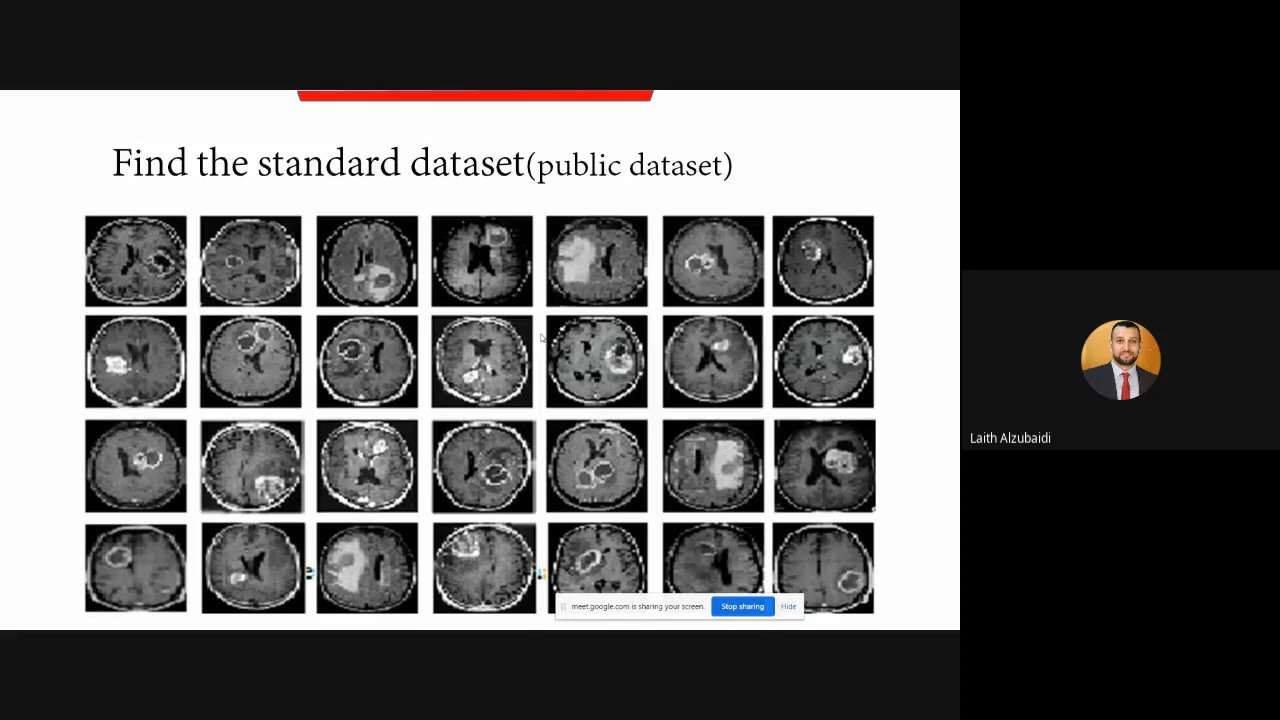 Find the standard dataset(public dataset)
Laith Alzubaidi
meet.google.com is sharing your screen.
Stop sharing
Hide